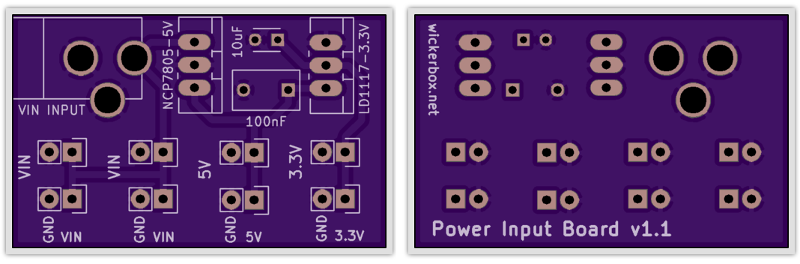 NCP7805-5V
10uF
LD1117-3.3V
VIN INPUT
100nF
VIN
VIN
5V
3.3V
GND
VIN
GND
VIN
GND
5V
GND
3.3V
wickerbox.net
Power Input Board v1.1